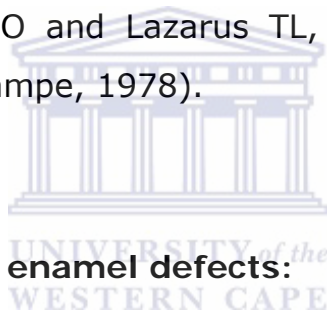 O and Lazarus TL,
ampe, 1978).
UNIVERSITY of the
enamel defects:
WESTERN CAPE